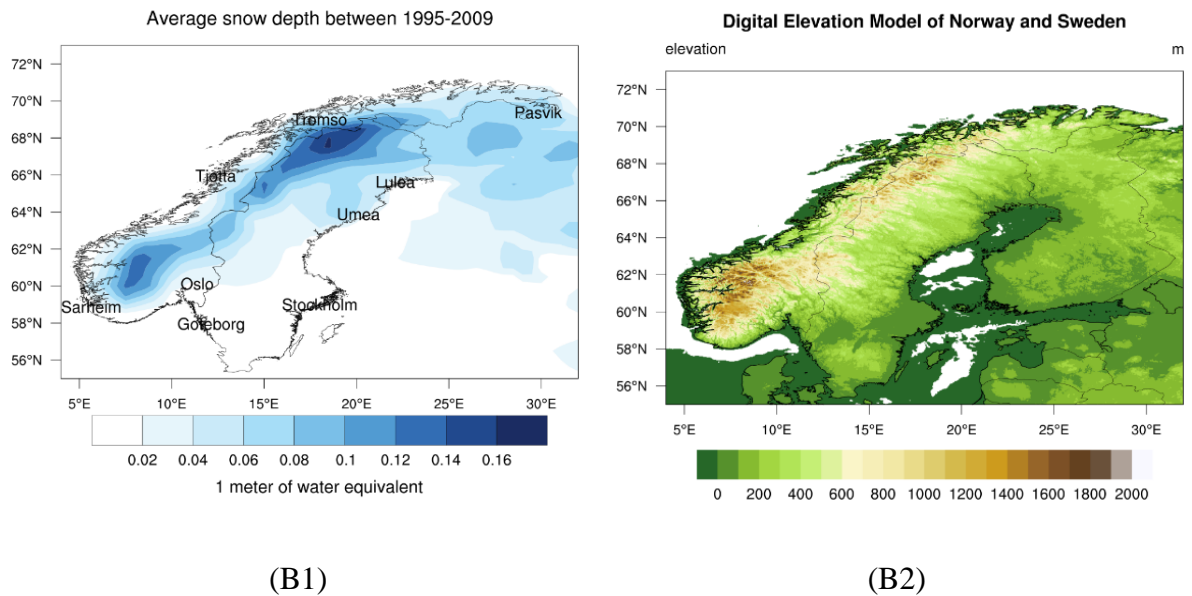 Average snow depth between 1995-2009
72°N
70°N
68°N
66°N
64°N
62°N
60°N
58°N
56°N
Tromso
Pasvik
Tjotta
Lulea
Umea
Oslo
Sarheim
Stockholm
Goteborg
5°E 10°E 15°E 20°E 25°E 30°E
0.02 0.04 0.06 0.08 0.1 0.12 0.14 0.16
1 meter of water equivalent
(B1)
Digital Elevation Model of Norway and Sweden
elevation m
72°N
70°N
68°N
66°N
64°N
62°N
60°N
58°N
56°N
5°E 10°E 15°E 20°E 25°E 30°E
0 200 400 600 800 1000 1200 1400 1600 1800 2000
(B2)